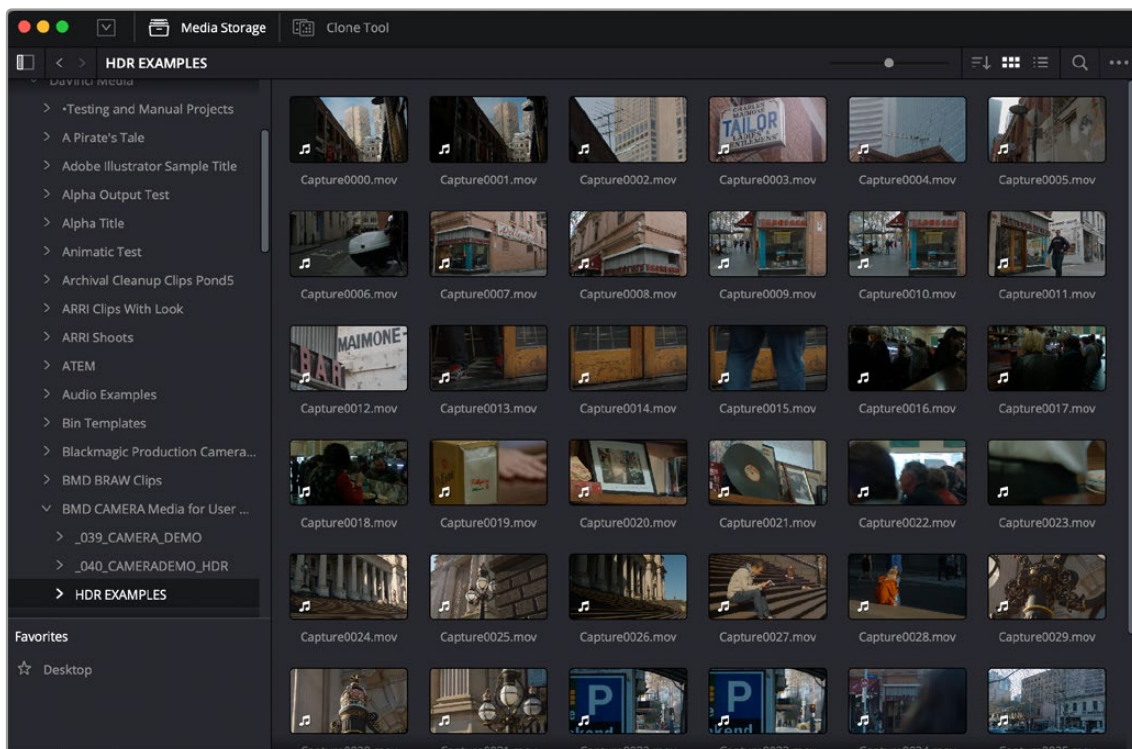 Media Storage
Clone Tool
HDR EXAMPLES
DaVinci Media
•Testing and Manual Projects
A Pirate's Tale
Adobe Illustrator Sample Title
Alpha Output Test
Alpha Title
Animatic Test
Archival Cleanup Clips Pond5
ARRI Clips With Look
ARRI Shoots
ATEM
Audio Examples
Bin Templates
Blackmagic Production Camera...
BMD BRAW Clips
BMD CAMERA Media for User ...
_039_CAMERA_DEMO
_040_CAMERADEMO_HDR
HDR EXAMPLES
Favorites
Desktop
CHARLES
MAIMONE
TAILOR
LADIES'
GENTLEMEN'S
Capture0000.mov
Capture0001.mov
Capture0002.mov
Capture0003.mov
Capture0004.mov
Capture0005.mov
Capture0006.mov
Capture0007.mov
Capture0008.mov
Capture0009.mov
Capture0010.mov
Capture0011.mov
MAIMONE
Capture0012.mov
Capture0013.mov
Capture0014.mov
Capture0015.mov
Capture0016.mov
Capture0017.mov
Capture0018.mov
Capture0019.mov
Capture0020.mov
Capture0021.mov
Capture0022.mov
Capture0023.mov
Capture0024.mov
Capture0025.mov
Capture0026.mov
Capture0027.mov
Capture0028.mov
Capture0029.mov
P
P